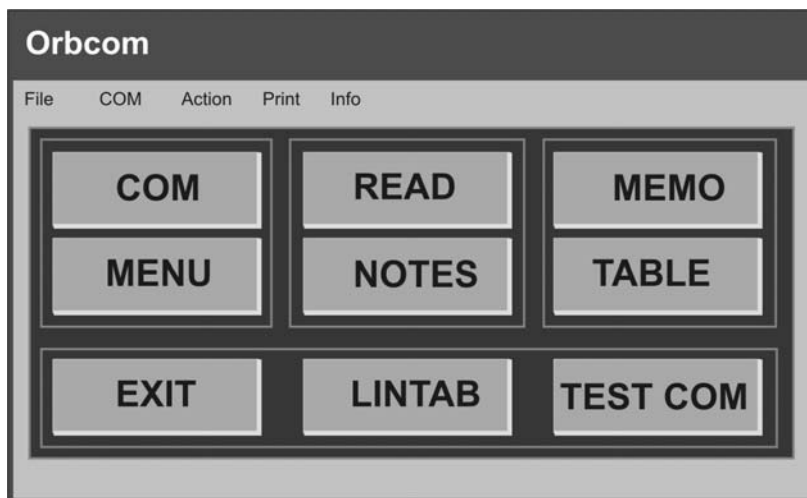 Orbcom
File COM Action Print Info
COM READ MEMO
MENU NOTES TABLE
EXIT LINTAB TEST COM